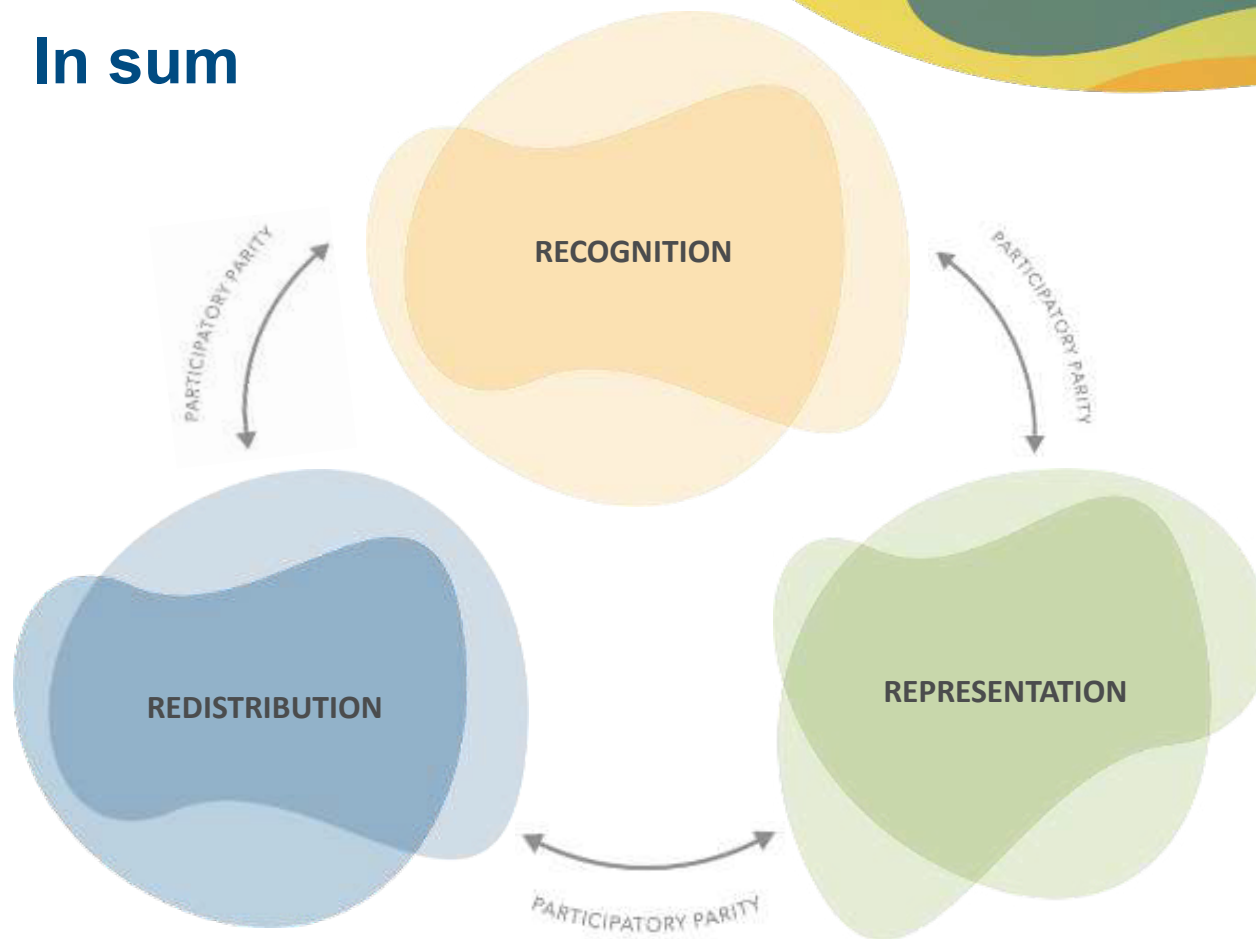 In sum
RECOGNITION
PARTICIPATORY PARITY
PARTICIPATORY PARITY
REDISTRIBUTION
REPRESENTATION
PARTICIPATORY PARITY